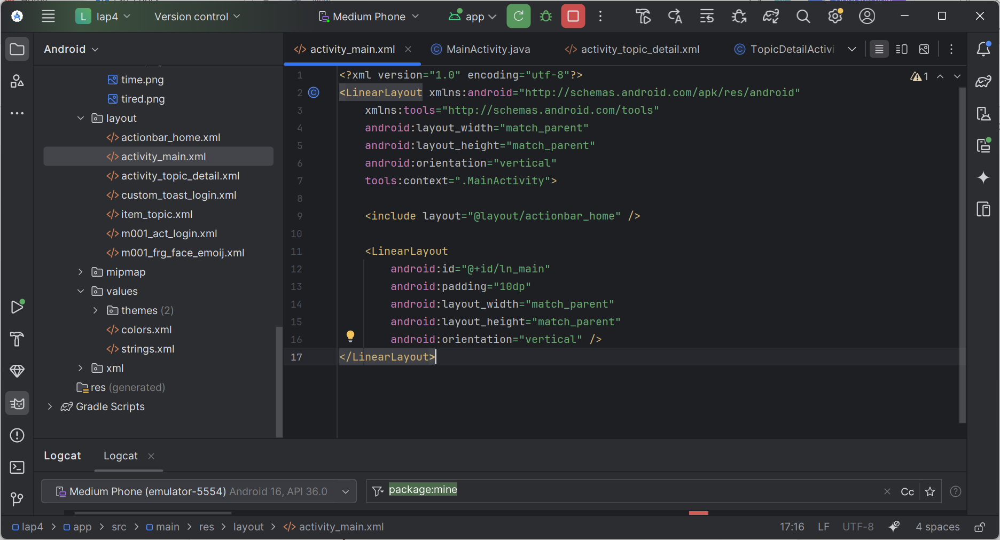 L lap4 Version control Medium Phone app
Android
activity_main.xml MainActivity.java activity_topic_detail.xml TopicDetailActivi
time.png
tired.png
layout
actionbar_home.xml
activity_main.xml
activity_topic_detail.xml
custom_toast_login.xml
item_topic.xml
m001_act_login.xml
m001_frg_face_emoij.xml
mipmap
values
themes (2)
colors.xml
strings.xml
xml
res (generated)
Gradle Scripts
1 <?xml version="1.0" encoding="utf-8"?>
2 <LinearLayout xmlns:android="http://schemas.android.com/apk/res/android"
3 xmlns:tools="http://schemas.android.com/tools"
4 android:layout_width="match_parent"
5 android:layout_height="match_parent"
6 android:orientation="vertical"
7 tools:context=".MainActivity">
8
9 <include layout="@layout/actionbar_home" />
10
11 <LinearLayout
12 android:id="@+id/ln_main"
13 android:padding="10dp"
14 android:layout_width="match_parent"
15 android:layout_height="match_parent"
16 android:orientation="vertical" />
17 </LinearLayout>
1
Logcat Logcat
Medium Phone (emulator-5554) Android 16, API 36.0 package:mine Cc
lap4 > app > src > main > res > layout > activity_main.xml 17:16 LF UTF-8 4 spaces